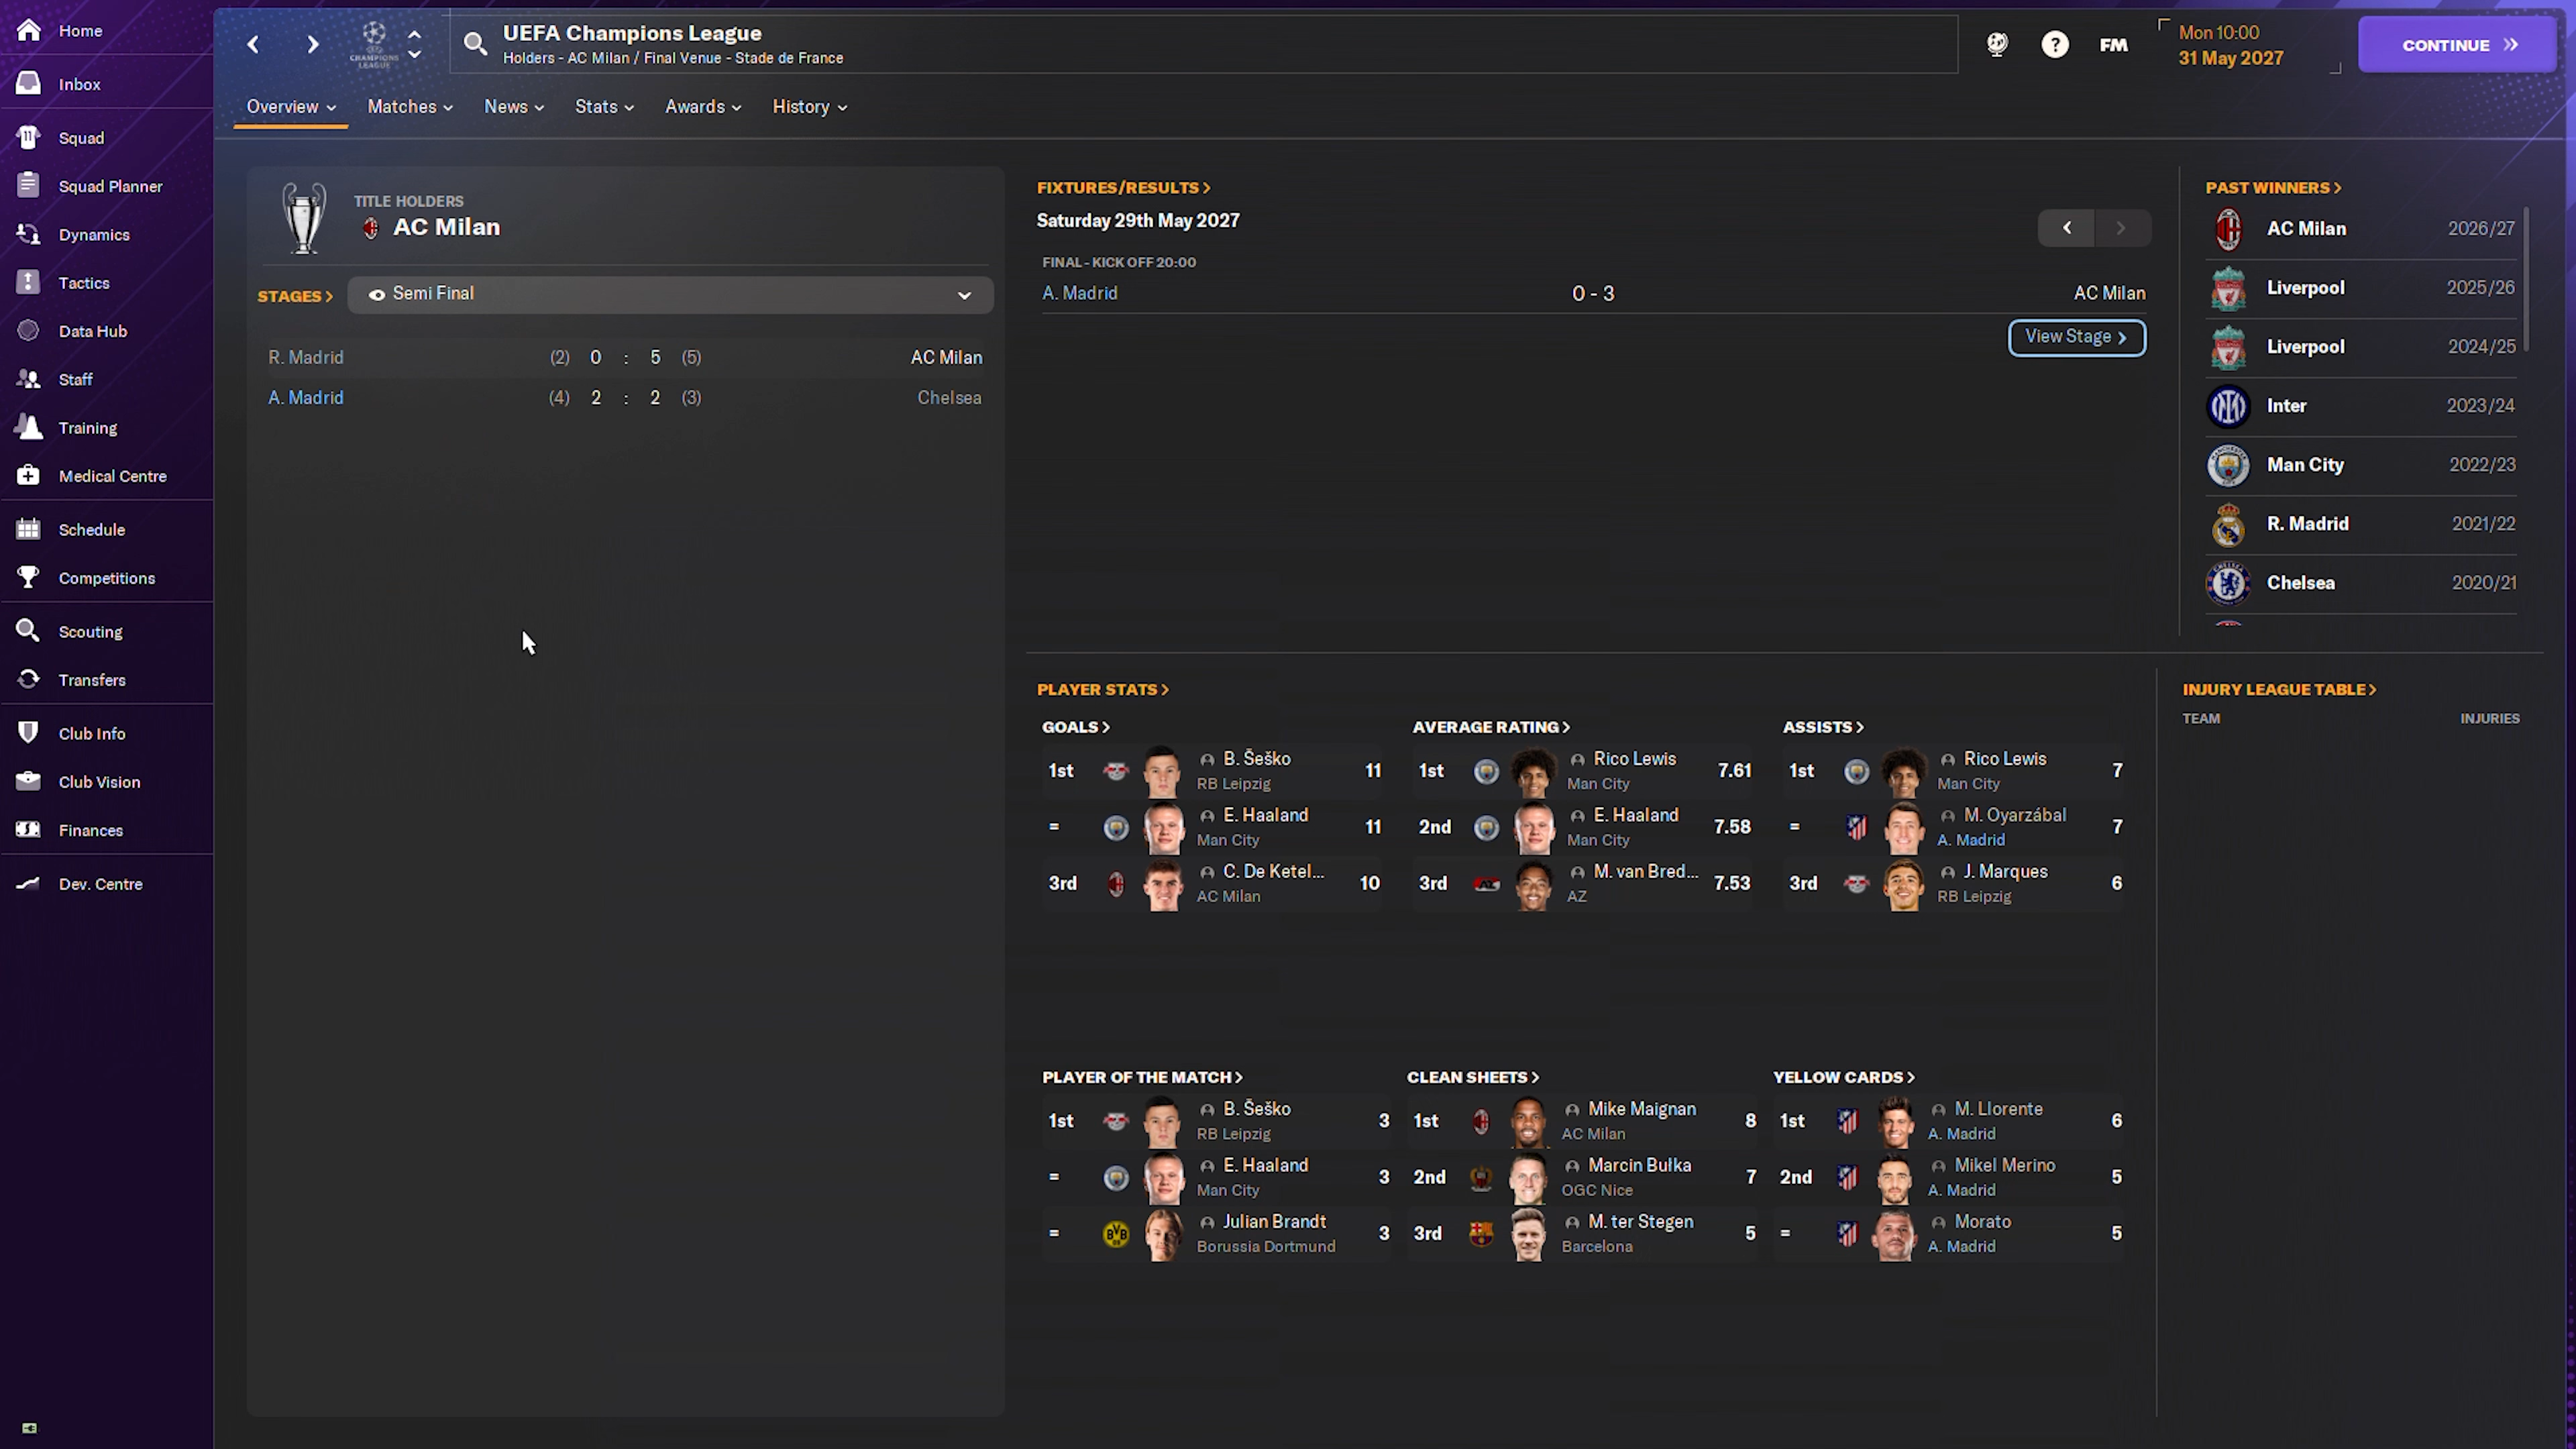 Home
Inbox
Squad
Squad Planner
Dynamics
Tactics
Data Hub
Staff
Training
Medical Centre
Schedule
Competitions
Scouting
Transfers
Club Info
Club Vision
Finances
Dev. Centre
CHAMPIONS
LEAGUE
UEFA Champions League
Holders - AC Milan / Final Venue - Stade de France
?
FM
Mon 10:00
31 May 2027
CONTINUE
Overview
Matches
News
Stats
Awards
History
TITLE HOLDERS
AC Milan
STAGES
Semi Final
R. Madrid (2) 0 : 5 (5) AC Milan
A. Madrid (4) 2 : 2 (3) Chelsea
FIXTURES/RESULTS
Saturday 29th May 2027
FINAL - KICK OFF 20:00
A. Madrid 0 - 3 AC Milan
View Stage
PAST WINNERS
AC Milan 2026/27
Liverpool 2025/26
Liverpool 2024/25
Inter 2023/24
Man City 2022/23
R. Madrid 2021/22
Chelsea 2020/21
PLAYER STATS
GOALS
1st B. Šeško 11
RB Leipzig
= E. Haaland 11
Man City
3rd C. De Ketel... 10
AC Milan
AVERAGE RATING
1st Rico Lewis 7.61
Man City
2nd E. Haaland 7.58
Man City
3rd M. van Bred... 7.53
AZ
ASSISTS
1st Rico Lewis 7
Man City
= M. Oyarzábal 7
A. Madrid
3rd J. Marques 6
RB Leipzig
PLAYER OF THE MATCH
1st B. Šeško 3
RB Leipzig
= E. Haaland 3
Man City
= Julian Brandt 3
Borussia Dortmund
CLEAN SHEETS
1st Mike Maignan 8
AC Milan
2nd Marcin Bułka 7
OGC Nice
3rd M. ter Stegen 5
Barcelona
YELLOW CARDS
1st M. Llorente 6
A. Madrid
2nd Mikel Merino 5
A. Madrid
= Morato 5
A. Madrid
INJURY LEAGUE TABLE
TEAM INJURIES